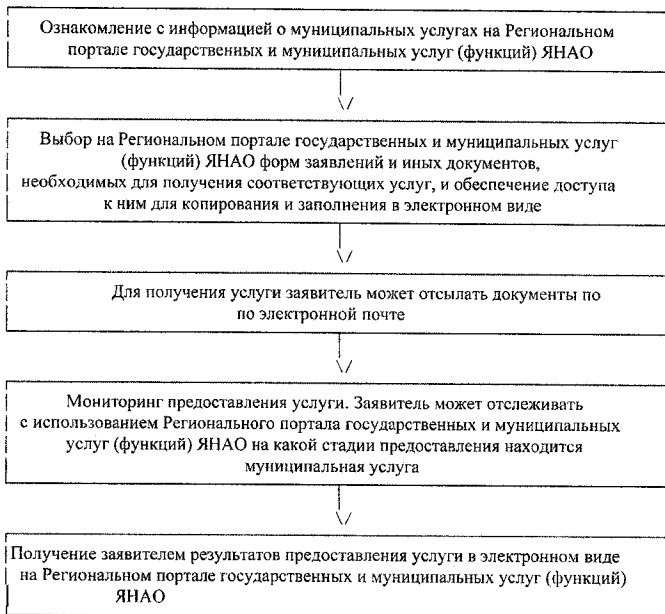 Ознакомление с информацией о муниципальных услугах на Региональном
портале государственных и муниципальных услуг (функций) ЯНАО
Выбор на Региональном портале государственных и муниципальных услуг
(функций) ЯНАО форм заявлений и иных документов,
необходимых для получения соответствующих услуг, и обеспечение доступа
к ним для копирования и заполнения в электронном виде
Для получения услуги заявитель может отсылать документы по
по электронной почте
Мониторинг предоставления услуги. Заявитель может отслеживать
с использованием Регионального портала государственных и муниципальных
услуг (функций) ЯНАО на какой стадии предоставления находится
муниципальная услуга
Получение заявителем результатов предоставления услуги в электронном виде
на Региональном портале государственных и муниципальных услуг (функций)
ЯНАО